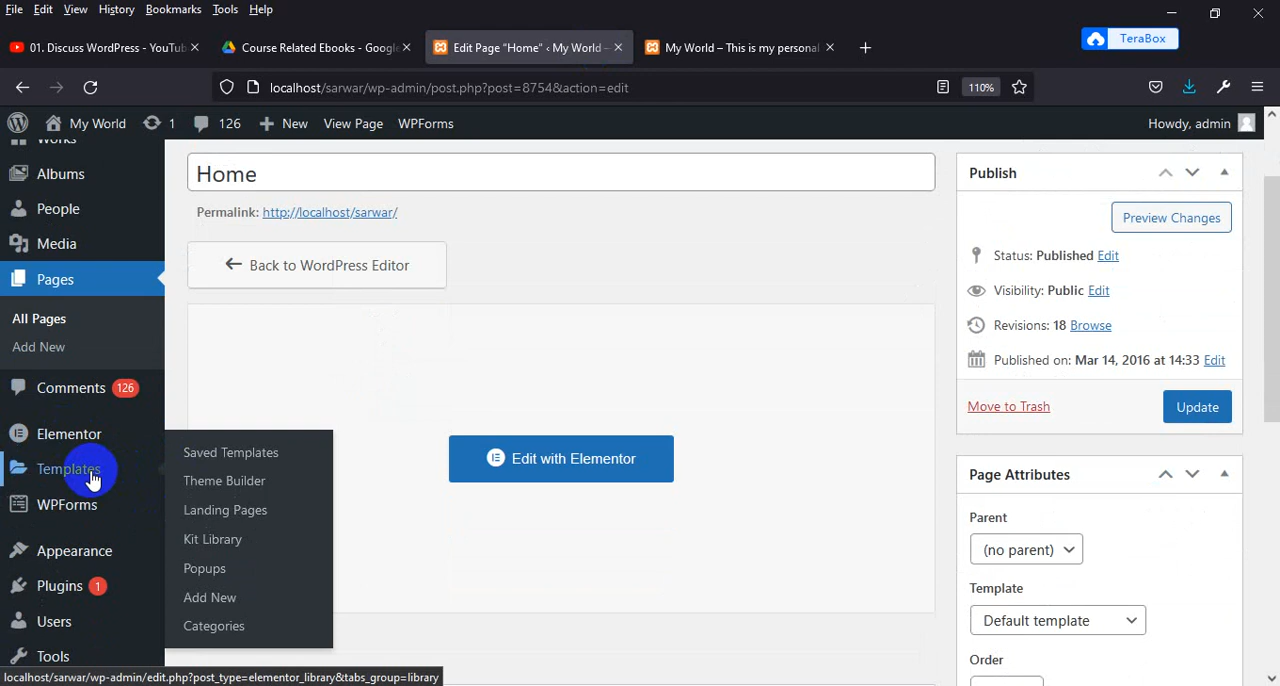 File Edit View History Bookmarks Tools Help
01. Discuss WordPress - YouTub
Course Related Ebooks - Google
Edit Page "Home" ‹ My World –
My World – This is my personal
TeraBox
localhost/sarwar/wp-admin/post.php?post=8754&action=edit
110%
My World
1
126
New
View Page
WPForms
Howdy, admin
Works
Albums
People
Media
Pages
All Pages
Add New
Comments 126
Elementor
Templates
WPForms
Appearance
Plugins 1
Users
Tools
Saved Templates
Theme Builder
Landing Pages
Kit Library
Popups
Add New
Categories
Home
Permalink: http://localhost/sarwar/
Back to WordPress Editor
Edit with Elementor
Publish
Preview Changes
Status: Published Edit
Visibility: Public Edit
Revisions: 18 Browse
Published on: Mar 14, 2016 at 14:33 Edit
Move to Trash
Update
Page Attributes
Parent
(no parent)
Template
Default template
Order
localhost/sarwar/wp-admin/edit.php?post_type=elementor_library&tabs_group=library